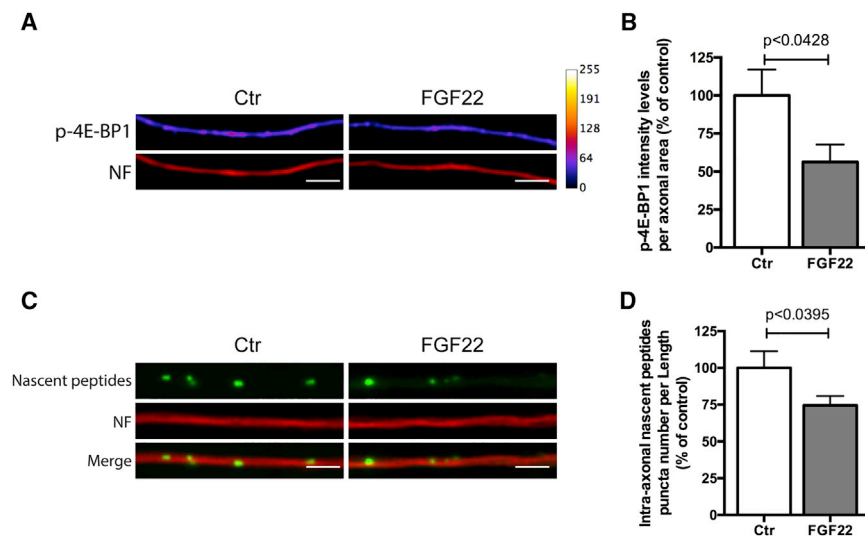 A
Ctr
FGF22
p-4E-BP1
NF
255
191
128
64
0
B
p<0.0428
p-4E-BP1 intensity levels
per axonal area (% of control)
125
100
75
50
25
0
Ctr
FGF22
C
Ctr
FGF22
Nascent peptides
NF
Merge
D
p<0.0395
Intra-axonal nascent peptides
puncta number per Length
(% of control)
125
100
75
50
25
0
Ctr
FGF22